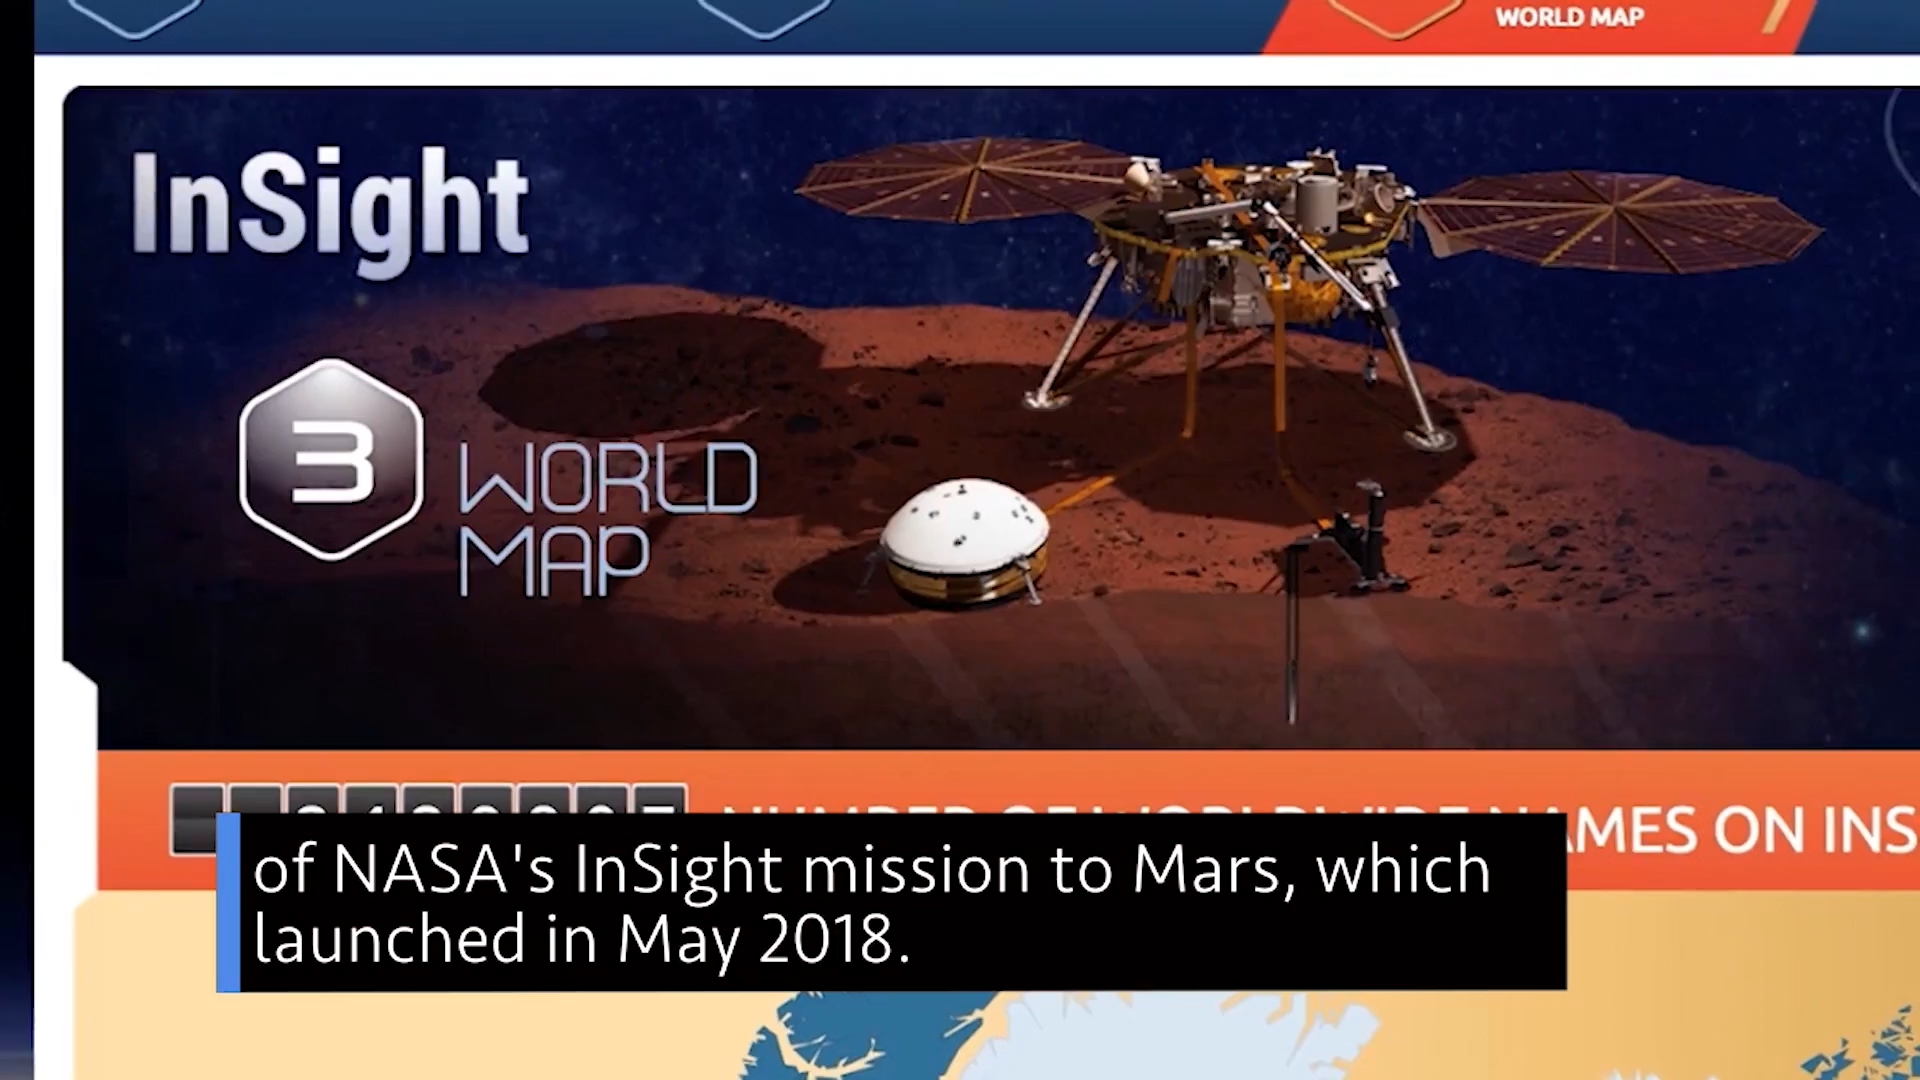 WORLD MAP
InSight
3
WORLD
MAP
AMES ON INS
of NASA's InSight mission to Mars, which
launched in May 2018.